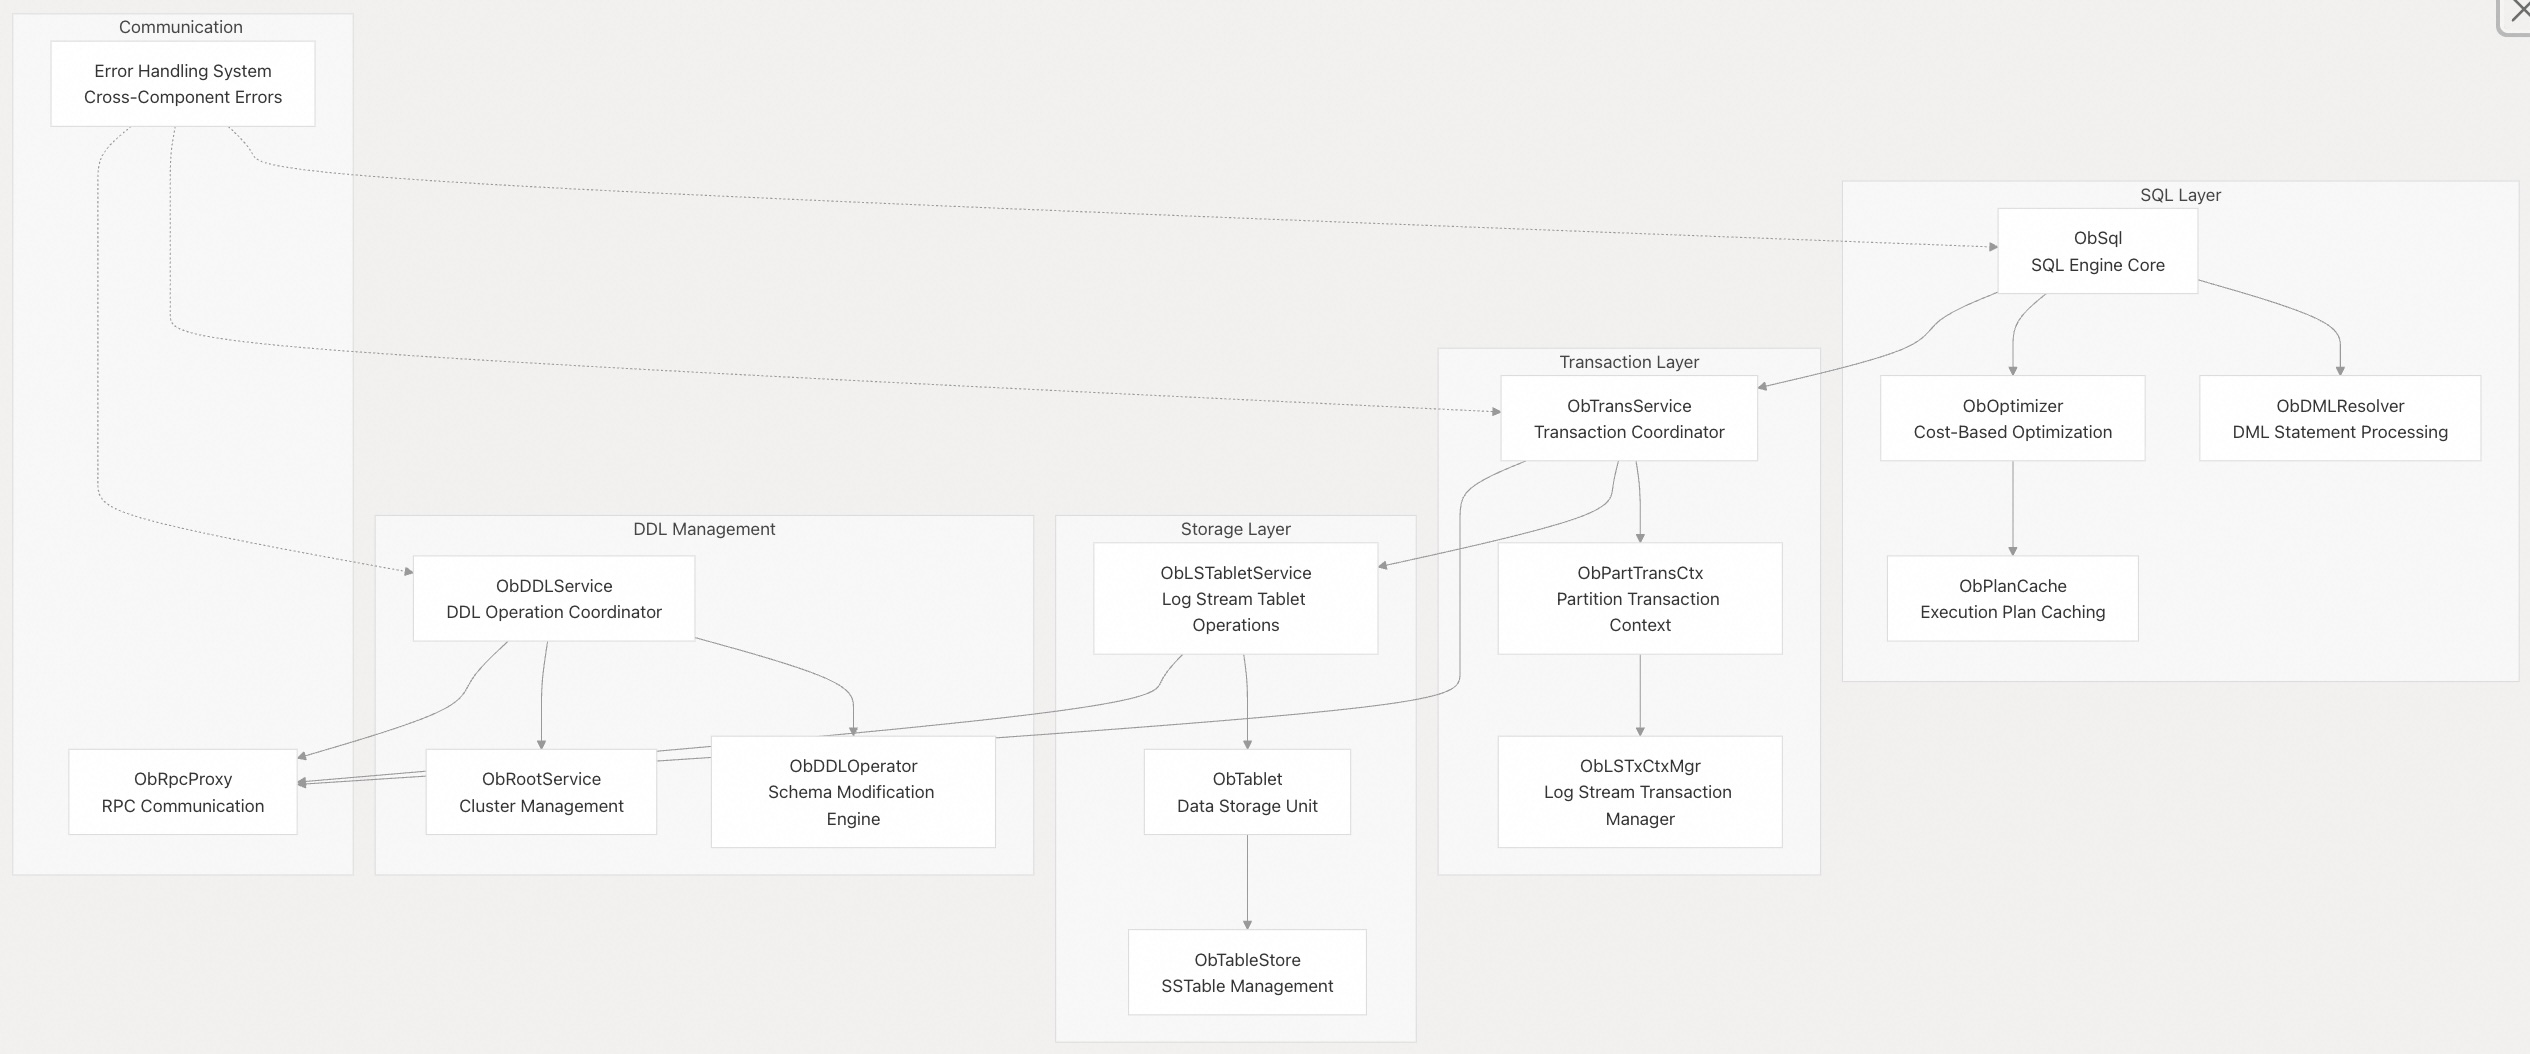 Communication
Error Handling System
Cross-Component Errors
ObRpcProxy
RPC Communication
DDL Management
ObDDLService
DDL Operation Coordinator
ObRootService
Cluster Management
ObDDLOperator
Schema Modification
Engine
Storage Layer
ObLSTabletService
Log Stream Tablet
Operations
ObTablet
Data Storage Unit
ObTableStore
SSTable Management
Transaction Layer
ObTransService
Transaction Coordinator
ObPartTransCtx
Partition Transaction
Context
ObLSTxCtxMgr
Log Stream Transaction
Manager
SQL Layer
ObSql
SQL Engine Core
ObOptimizer
Cost-Based Optimization
ObDMLResolver
DML Statement Processing
ObPlanCache
Execution Plan Caching